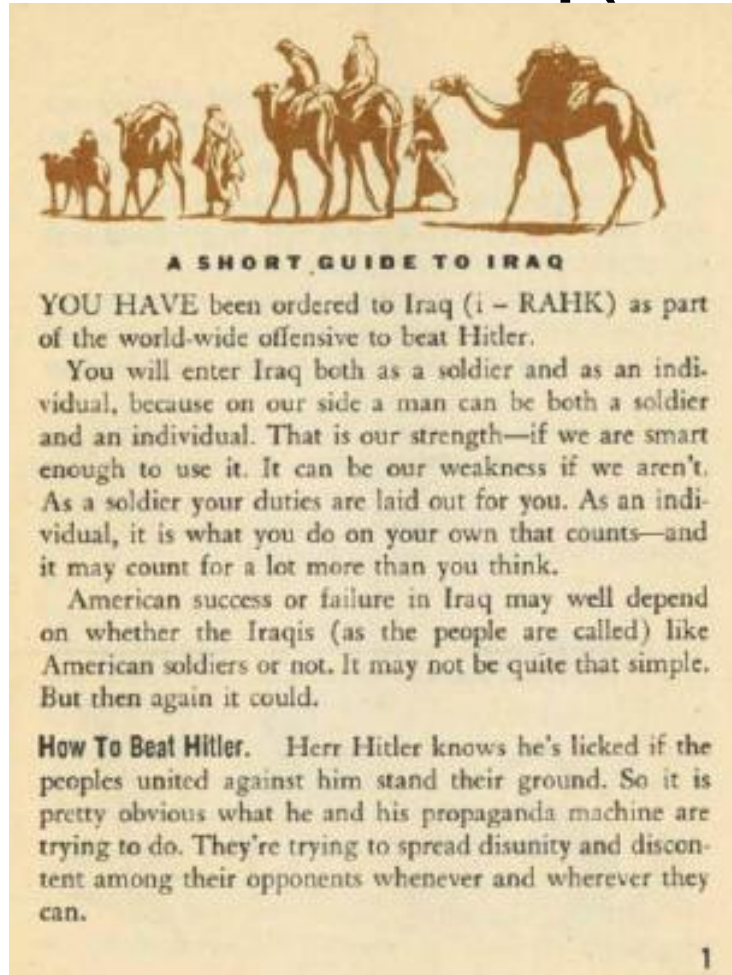 A SHORT GUIDE TO IRAQ
YOU HAVE been ordered to Iraq (i – RAHK) as part
of the world-wide offensive to beat Hitler.
You will enter Iraq both as a soldier and as an indi-
vidual, because on our side a man can be both a soldier
and an individual. That is our strength—if we are smart
enough to use it. It can be our weakness if we aren't.
As a soldier your duties are laid out for you. As an indi-
vidual, it is what you do on your own that counts—and
it may count for a lot more than you think.
American success or failure in Iraq may well depend
on whether the Iraqis (as the people are called) like
American soldiers or not. It may not be quite that simple.
But then again it could.
How To Beat Hitler. Herr Hitler knows he's licked if the
peoples united against him stand their ground. So it is
pretty obvious what he and his propaganda machine are
trying to do. They're trying to spread disunity and discon-
tent among their opponents whenever and wherever they
can.
1